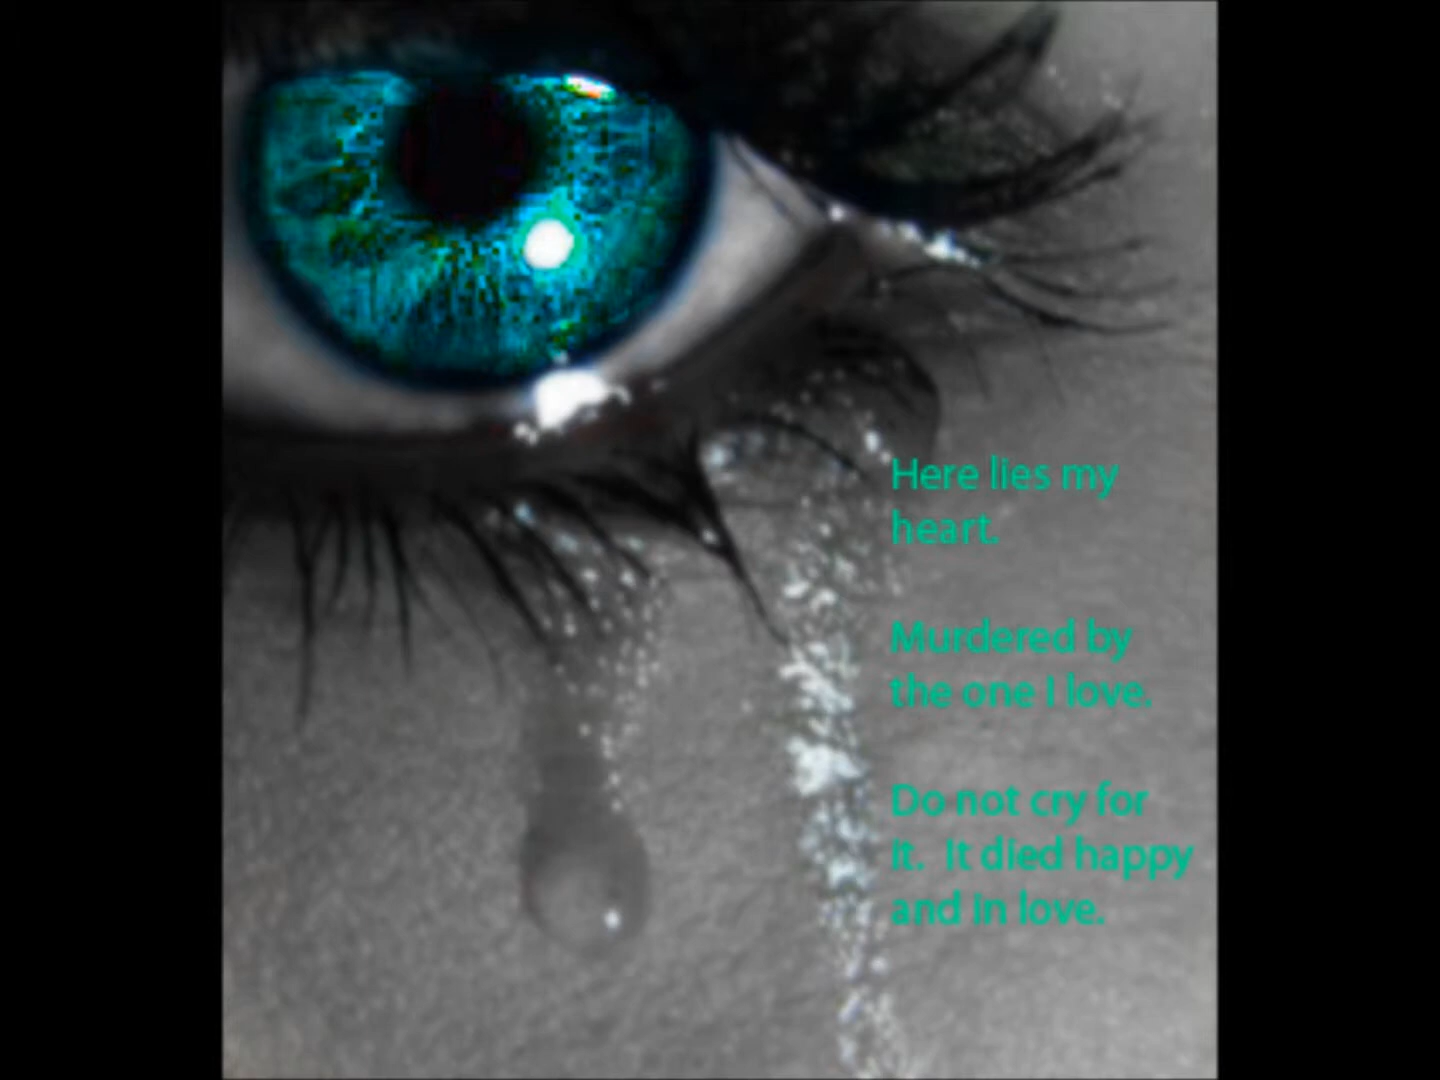 Here lies my
heart.
Murdered by
the one I love.
Do not cry for
it.  It died happy
and in love.